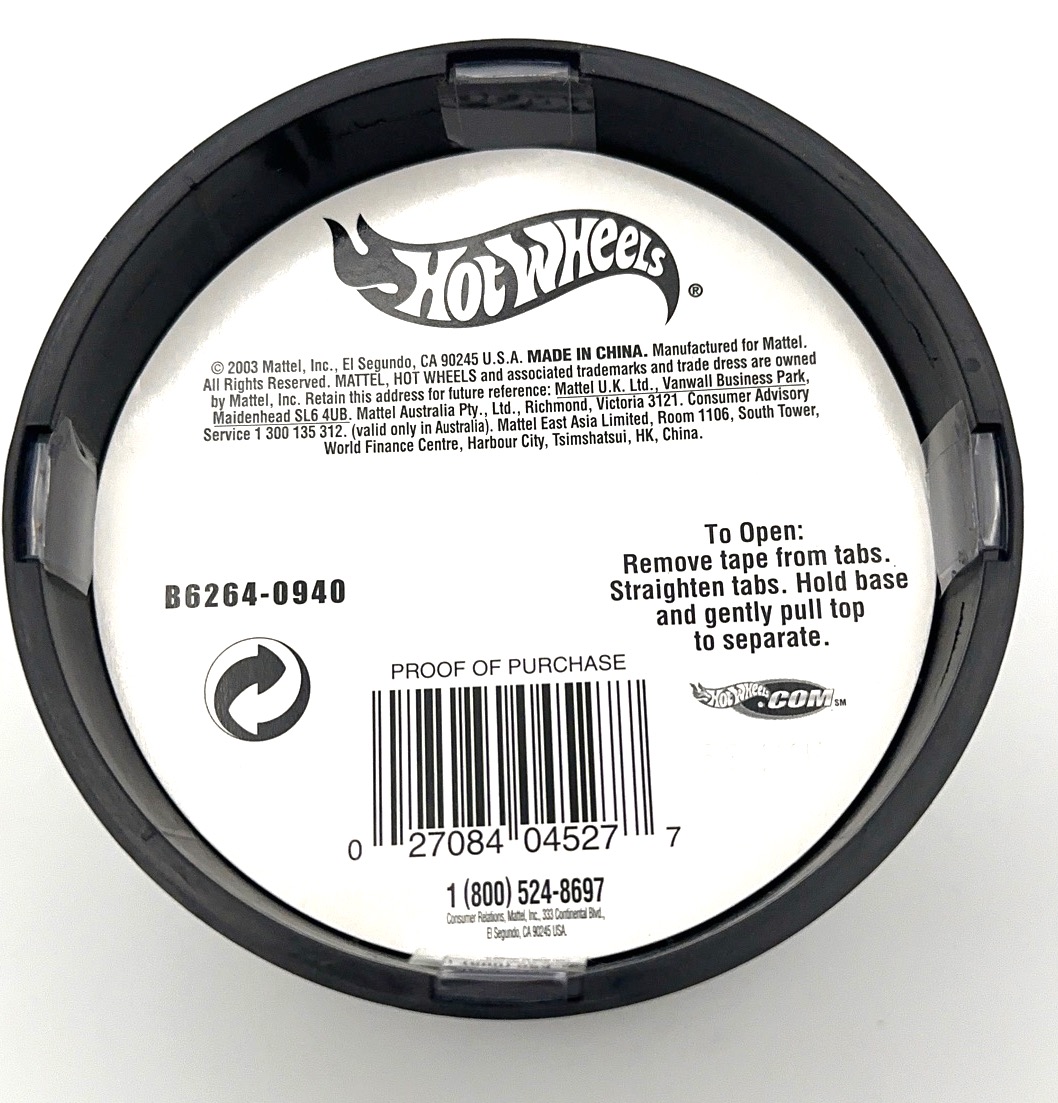 Hot Wheels ®
© 2003 Mattel, Inc., El Segundo, CA 90245 U.S.A. MADE IN CHINA. Manufactured for Mattel.
All Rights Reserved. MATTEL, HOT WHEELS and associated trademarks and trade dress are owned
by Mattel, Inc. Retain this address for future reference: Mattel U.K. Ltd., Vanwall Business Park,
Maidenhead SL6 4UB. Mattel Australia Pty., Ltd., Richmond, Victoria 3121. Consumer Advisory
Service 1 300 135 312. (valid only in Australia). Mattel East Asia Limited, Room 1106, South Tower,
World Finance Centre, Harbour City, Tsimshatsui, HK, China.
To Open:
Remove tape from tabs.
Straighten tabs. Hold base
and gently pull top
to separate.
B6264-0940
Hot Wheels .COM SM
PROOF OF PURCHASE
0 27084 04527 7
1 (800) 524-8697
Consumer Relations, Mattel, Inc., 333 Continental Blvd.,
El Segundo, CA 90245 USA.